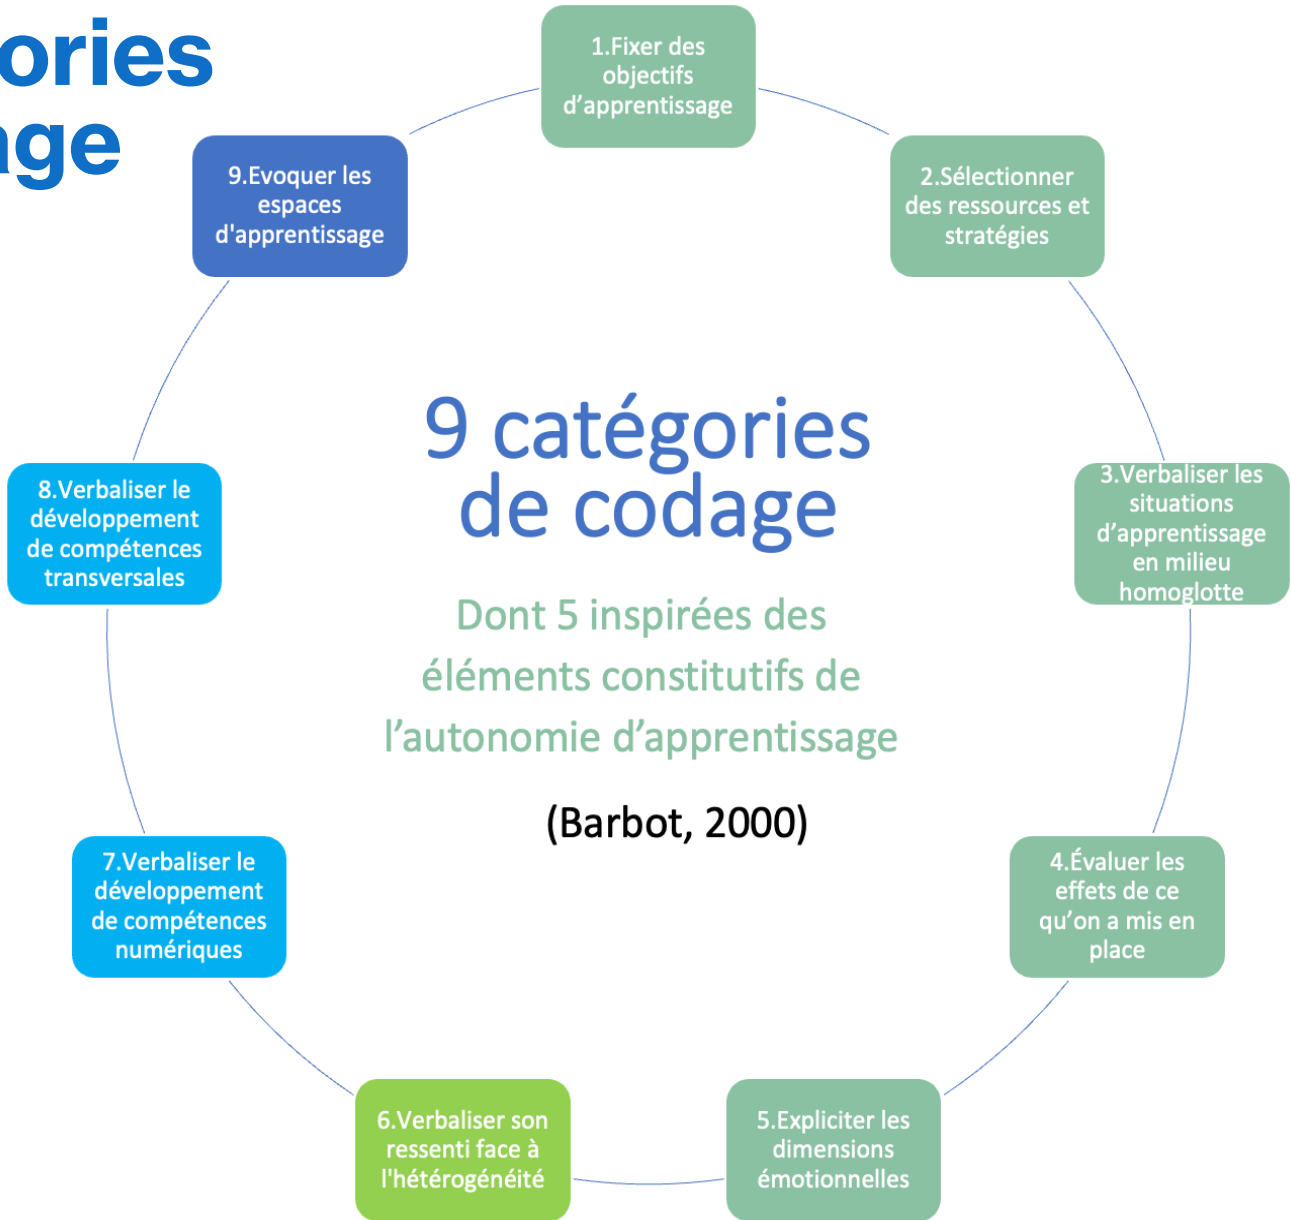 ories
age
1.Fixer des
objectifs
d’apprentissage
2.Sélectionner
des ressources et
stratégies
3.Verbaliser les
situations
d’apprentissage
en milieu
homoglotte
4.Évaluer les
effets de ce
qu’on a mis en
place
5.Expliciter les
dimensions
émotionnelles
6.Verbaliser son
ressenti face à
l'hétérogénéité
7.Verbaliser le
développement
de compétences
numériques
8.Verbaliser le
développement
de compétences
transversales
9.Evoquer les
espaces
d'apprentissage
9 catégories
de codage
Dont 5 inspirées des
éléments constitutifs de
l’autonomie d’apprentissage
(Barbot, 2000)